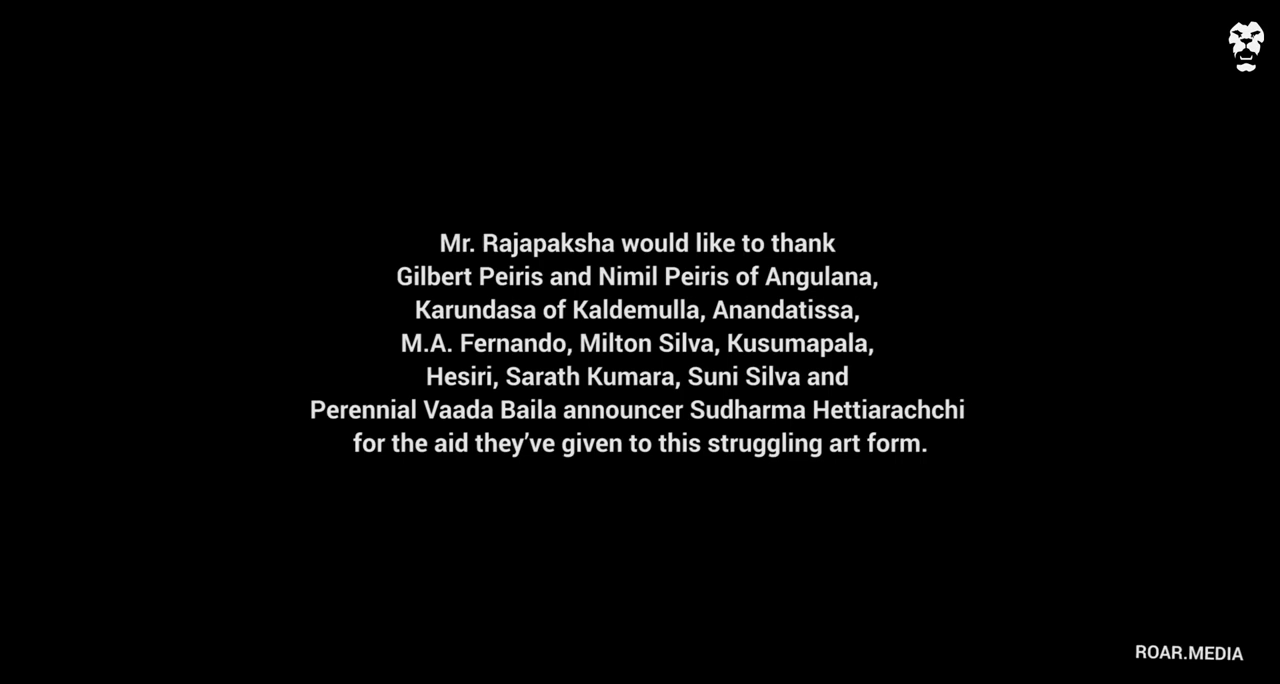 Mr. Rajapaksha would like to thank
Gilbert Peiris and Nimil Peiris of Angulana,
Karundasa of Kaldemulla, Anandatissa,
M.A. Fernando, Milton Silva, Kusumapala,
Hesiri, Sarath Kumara, Suni Silva and
Perennial Vaada Baila announcer Sudharma Hettiarachchi
for the aid they’ve given to this struggling art form.
ROAR.MEDIA